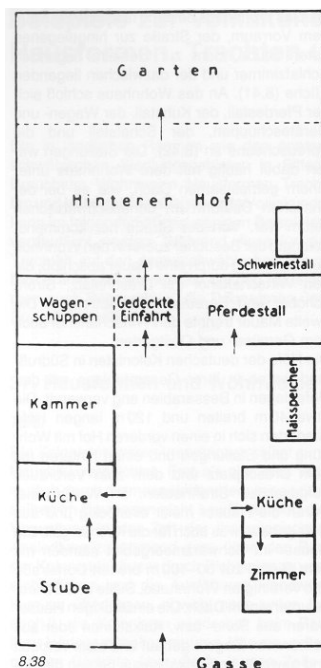 Garten
Hinterer Hof
Schweinestall
Wagen-
schuppen
Gedeckte
Einfahrt
Pferdestall
Kammer
Maisspeicher
Küche
Küche
Stube
Zimmer
8.38
Gasse